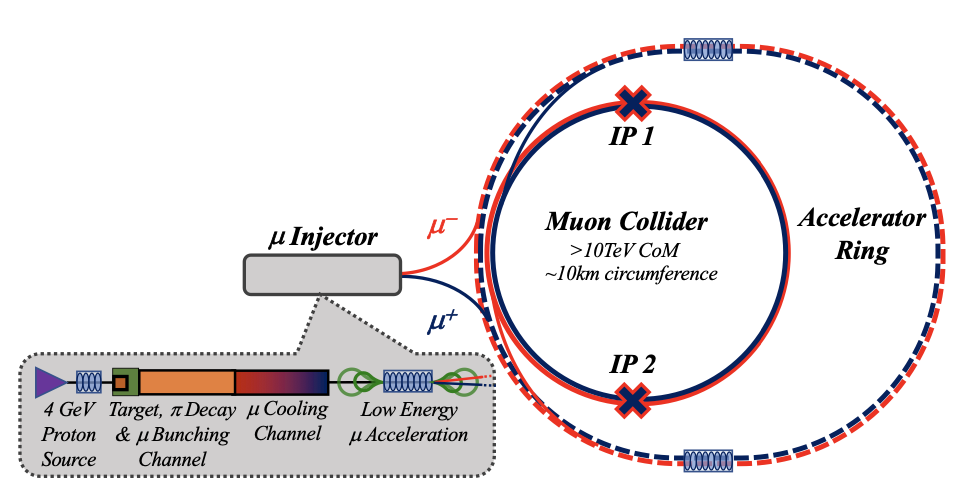 IP 1
μ⁻
μ Injector
Muon Collider
>10TeV CoM
~10km circumference
Accelerator
Ring
μ⁺
IP 2
4 GeV
Proton
Source
Target, π Decay
& μ Bunching
Channel
μ Cooling
Channel
Low Energy
μ Acceleration